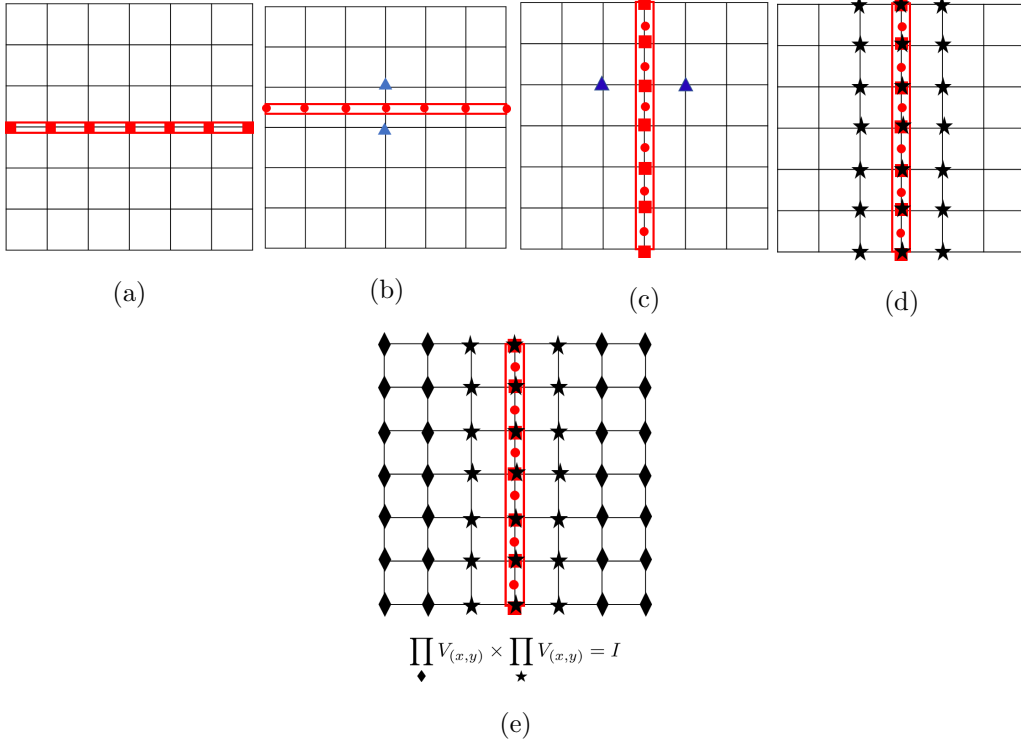 (a)
(b)
(c)
(d)
∏ V(x,y) × ∏ V(x,y) = I
♦ ★
(e)